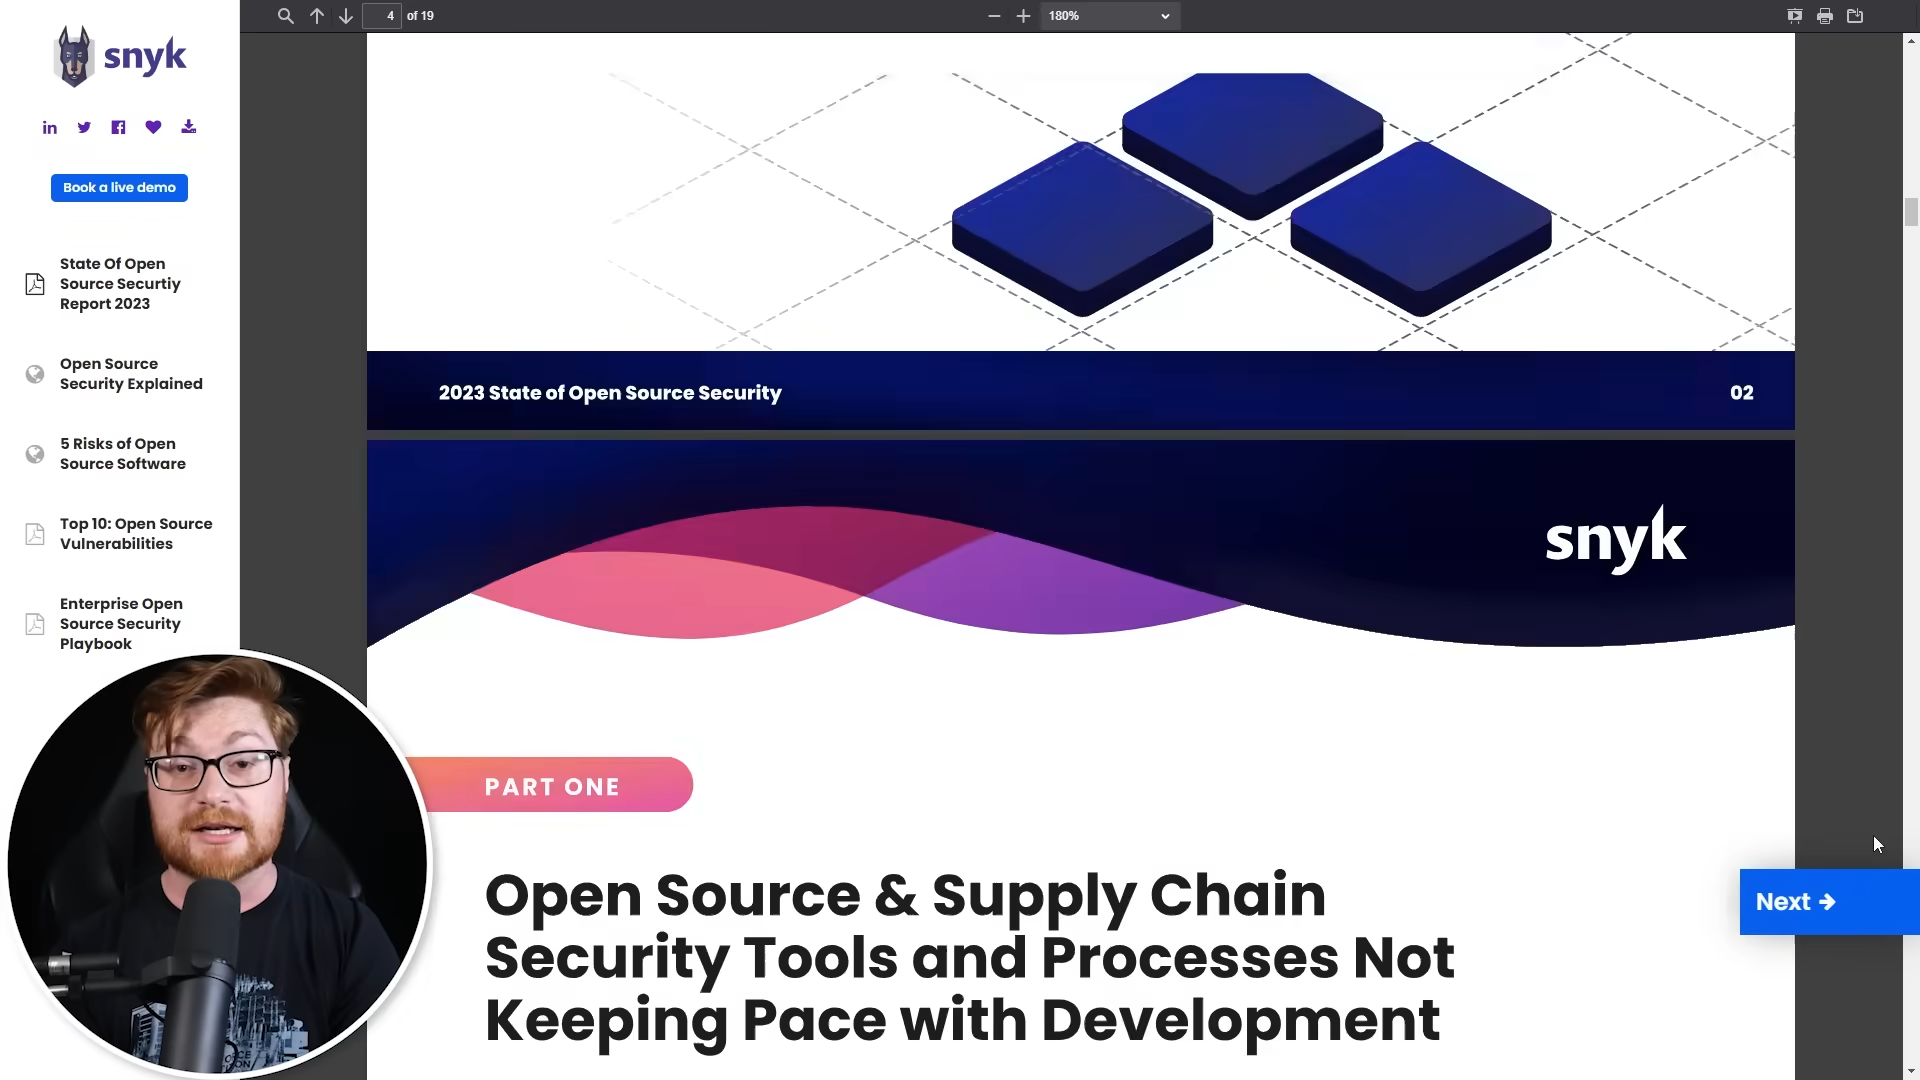 snyk
Book a live demo
State Of Open
Source Securtiy
Report 2023
Open Source
Security Explained
5 Risks of Open
Source Software
Top 10: Open Source
Vulnerabilities
Enterprise Open
Source Security
Playbook
4 of 19
180%
2023 State of Open Source Security
02
snyk
PART ONE
Open Source & Supply Chain
Security Tools and Processes Not
Keeping Pace with Development
Next